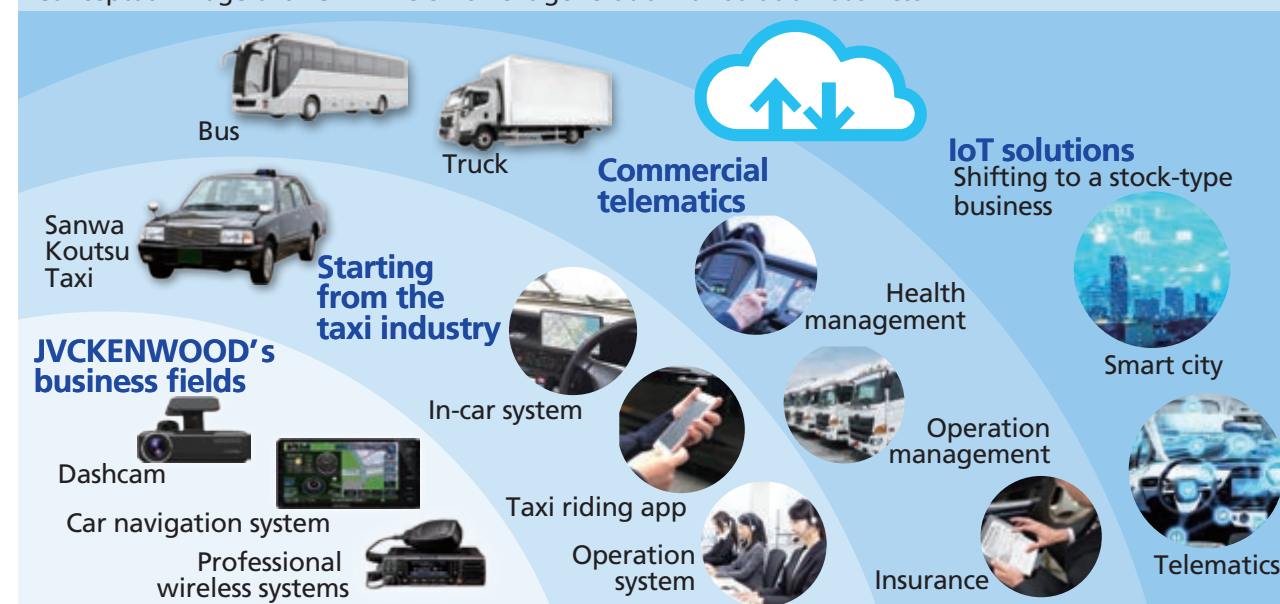 Bus
Truck
Commercial
telematics
IoT solutions
Shifting to a stock-type
business
Sanwa
Koutsu
Taxi
Starting
from the
taxi industry
Health
management
Smart city
JVCKENWOOD's
business fields
In-car system
Dashcam
Operation
management
Car navigation system
Taxi riding app
Professional
wireless systems
Operation
system
Insurance
Telematics